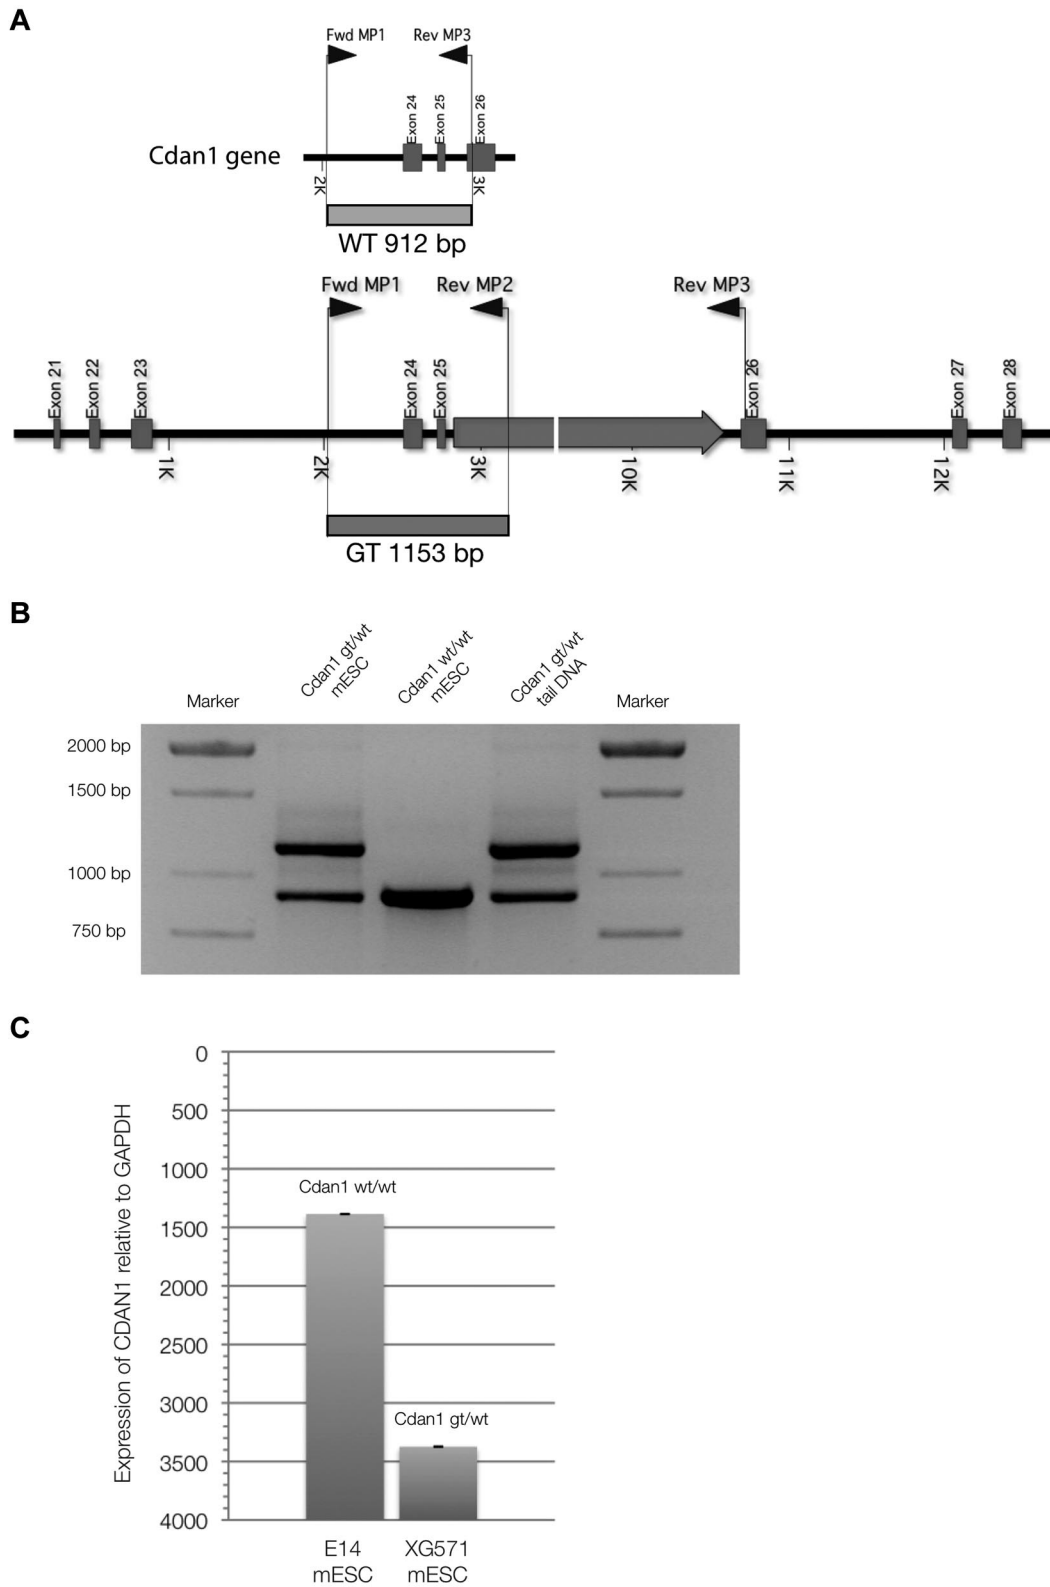 A
Fwd MP1 Rev MP3
Exon 24 Exon 25 Exon 26
Cdan1 gene
2K 3K
WT 912 bp
Fwd MP1 Rev MP2 Rev MP3
Exon 21 Exon 22 Exon 23 Exon 24 Exon 25 Exon 26 Exon 27 Exon 28
1K 2K 3K 10K 11K 12K
GT 1153 bp
B
Cdan1 gt/wt
mESC
Cdan1 wt/wt
mESC
Cdan1 gt/wt
tail DNA
Marker Marker
2000 bp
1500 bp
1000 bp
750 bp
C
Expression of CDAN1 relative to GAPDH
0
500
1000
Cdan1 wt/wt
1500
2000
2500
3000
Cdan1 gt/wt
3500
4000
E14 XG571
mESC mESC